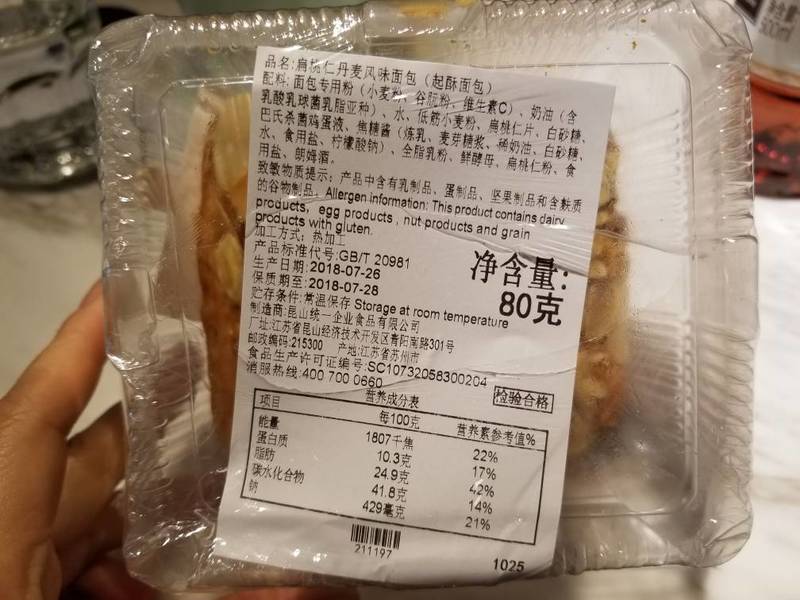 品名:扁桃仁丹麦风味面包（起酥面包）
配料:面包专用粉（小麦粉、谷朊粉、维生素C）、奶油（含
乳酸乳球菌乳脂亚种）、水、低筋小麦粉、扁桃仁片、白砂糖、
巴氏杀菌鸡蛋液、焦糖酱（炼乳、麦芽糖浆、稀奶油、白砂糖、
水、食用盐、柠檬酸钠）、全脂乳粉、鲜酵母、扁桃仁粉、食
用盐、朗姆酒。
致敏物质提示：产品中含有乳制品、蛋制品、坚果制品和含麸质
的谷物制品。Allergen information: This product contains dairy
products, egg products , nut products and grain
products with gluten.
加工方式：热加工
产品标准代号:GB/T 20981
生产日期:2018-07-26
保质期至:2018-07-28
净含量:
80克
贮存条件:常温保存 Storage at room temperature
制造商:昆山统一企业食品有限公司
厂址:江苏省昆山经济技术开发区青阳南路301号
邮政编码:215300 产地:江苏省苏州市
食品生产许可证编号:SC10732058300204
消服热线:400 700 0660
检验合格
营养成分表
项目 每100克 营养素参考值%
能量 1807千焦 22%
蛋白质 10.3克 17%
脂肪 24.9克 42%
碳水化合物 41.8克 14%
钠 429毫克 21%
211197
1025